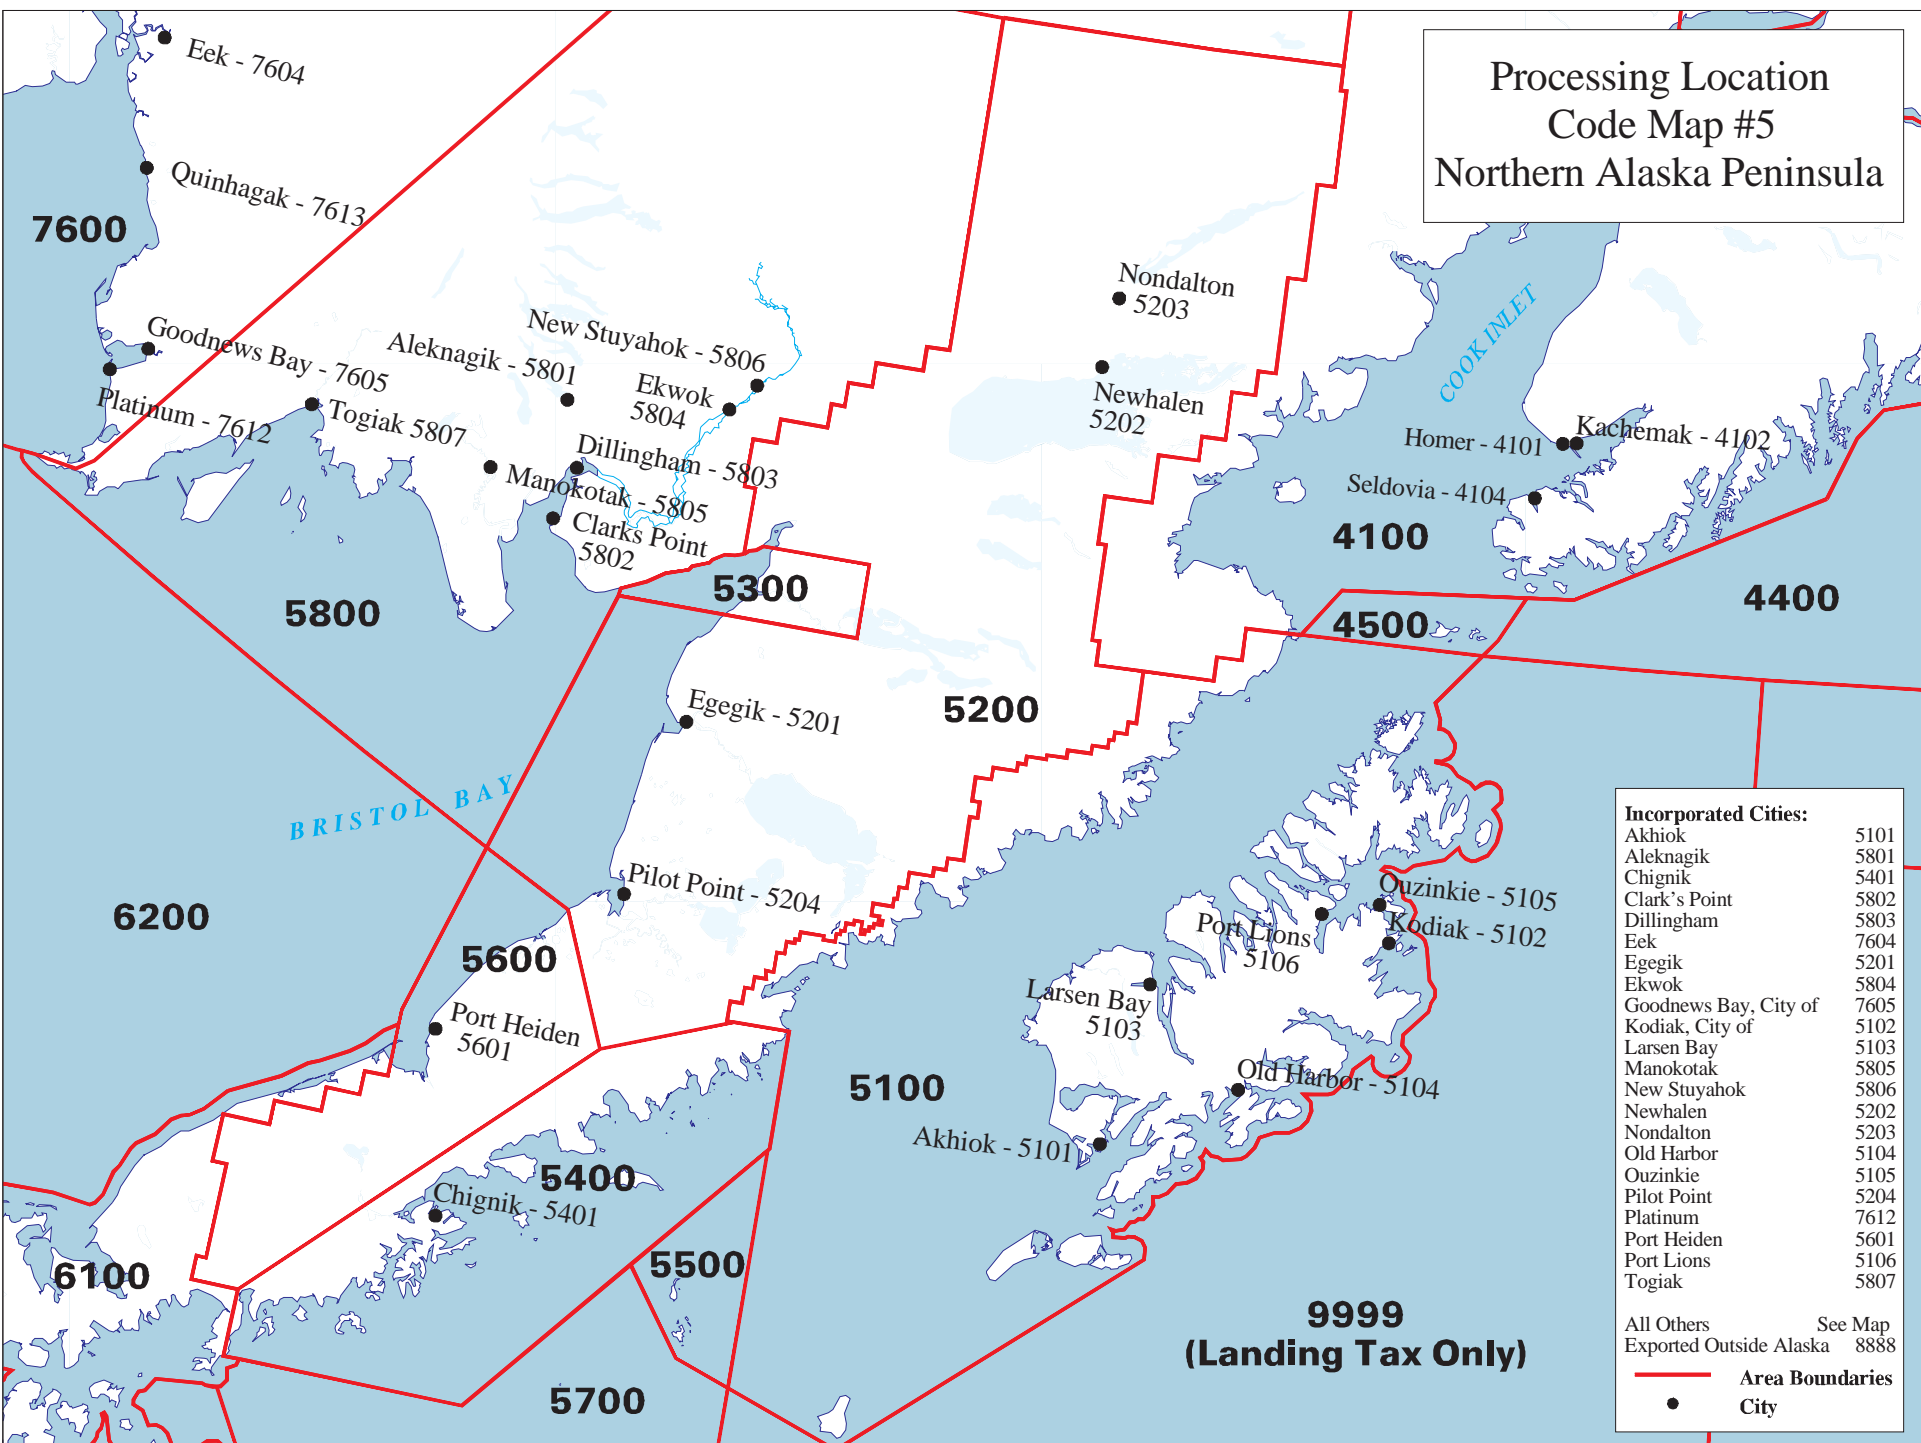 Processing Location
Code Map #5
Northern Alaska Peninsula
Eek - 7604
Quinhagak - 7613
7600
Goodnews Bay - 7605
Platinum - 7612
Togiak 5807
Aleknagik - 5801
New Stuyahok - 5806
Ekwok
5804
Dillingham - 5803
Manokotak - 5805
Clarks Point
5802
Nondalton
5203
Newhalen
5202
COOK INLET
Homer - 4101
Kachemak - 4102
Seldovia - 4104
4100
4400
4500
5300
5800
5200
Egegik - 5201
BRISTOL BAY
Pilot Point - 5204
6200
5600
Port Heiden
5601
Ouzinkie - 5105
Kodiak - 5102
Port Lions
5106
Larsen Bay
5103
Old Harbor - 5104
5100
Akhiok - 5101
5400
Chignik - 5401
5500
6100
5700
9999
(Landing Tax Only)
Incorporated Cities:
Akhiok 5101
Aleknagik 5801
Chignik 5401
Clark's Point 5802
Dillingham 5803
Eek 7604
Egegik 5201
Ekwok 5804
Goodnews Bay, City of 7605
Kodiak, City of 5102
Larsen Bay 5103
Manokotak 5805
New Stuyahok 5806
Newhalen 5202
Nondalton 5203
Old Harbor 5104
Ouzinkie 5105
Pilot Point 5204
Platinum 7612
Port Heiden 5601
Port Lions 5106
Togiak 5807
All Others See Map
Exported Outside Alaska 8888
Area Boundaries
City